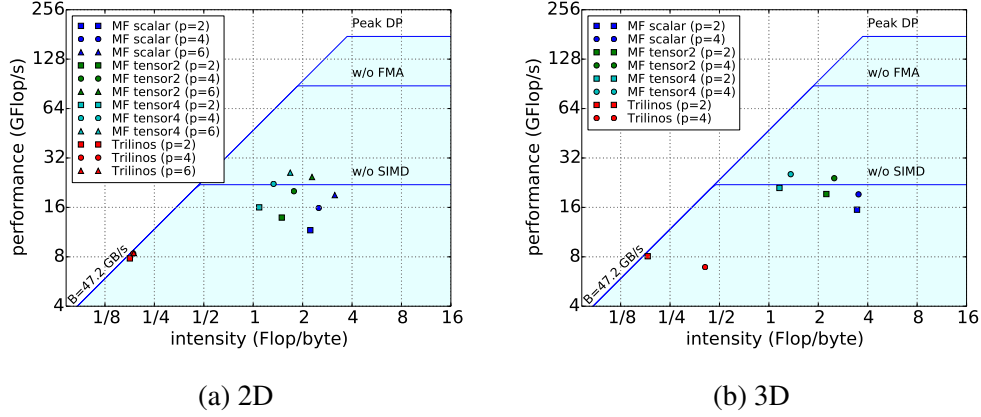 256
128
64
32
16
8
4
performance (GFlop/s)
MF scalar (p=2)
MF scalar (p=4)
MF scalar (p=6)
MF tensor2 (p=2)
MF tensor2 (p=4)
MF tensor2 (p=6)
MF tensor4 (p=2)
MF tensor4 (p=4)
MF tensor4 (p=6)
Trilinos (p=2)
Trilinos (p=4)
Trilinos (p=6)
Peak DP
w/o FMA
w/o SIMD
B=47.2 GB/s
1/8 1/4 1/2 1 2 4 8 16
intensity (Flop/byte)
(a) 2D
256
128
64
32
16
8
4
performance (GFlop/s)
MF scalar (p=2)
MF scalar (p=4)
MF tensor2 (p=2)
MF tensor2 (p=4)
MF tensor4 (p=2)
MF tensor4 (p=4)
Trilinos (p=2)
Trilinos (p=4)
Peak DP
w/o FMA
w/o SIMD
B=47.2 GB/s
1/8 1/4 1/2 1 2 4 8 16
intensity (Flop/byte)
(b) 3D